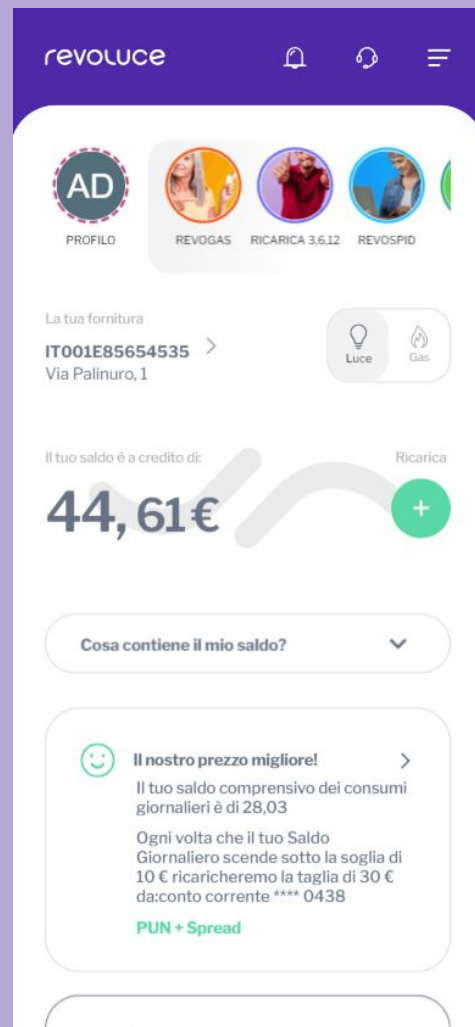 revoluce
AD
PROFILO
REVOGAS
RICARICA 3,6,12
REVOSPID
La tua fornitura
IT001E85654535
Via Palinuro, 1
Luce
Gas
Il tuo saldo è a credito di:
Ricarica
44,61€
+
Cosa contiene il mio saldo?
Il nostro prezzo migliore!
Il tuo saldo comprensivo dei consumi
giornalieri è di 28,03
Ogni volta che il tuo Saldo
Giornaliero scende sotto la soglia di
10 € ricaricheremo la taglia di 30 €
da:conto corrente **** 0438
PUN + Spread